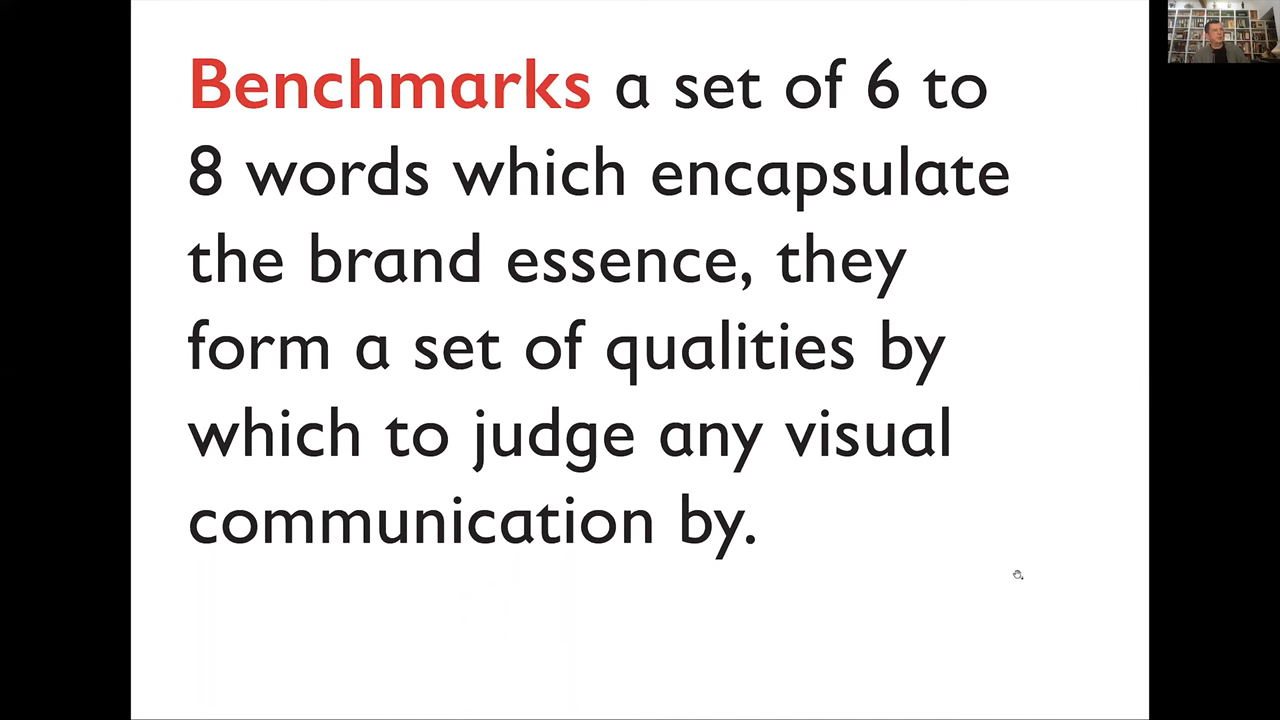 Benchmarks a set of 6 to
8 words which encapsulate
the brand essence, they
form a set of qualities by
which to judge any visual
communication by.